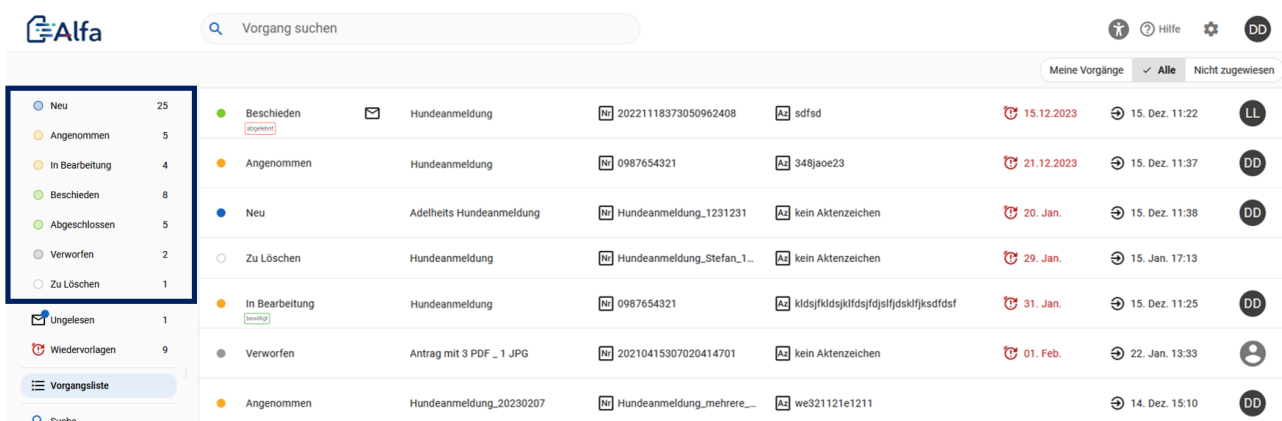 Alfa
Vorgang suchen
Hilfe
DD
Meine Vorgänge Alle Nicht zugewiesen
Neu 25
Angenommen 5
In Bearbeitung 4
Beschieden 8
Abgeschlossen 5
Verworfen 2
Zu Löschen 1
Ungelesen 1
Wiedervorlagen 9
Vorgangsliste
Suche
Beschieden Hundeanmeldung Nr 20221118373050962408 Az sdfsd 15.12.2023 15. Dez. 11:22 LL
abgelehnt
Angenommen Hundeanmeldung Nr 0987654321 Az 348jaoe23 21.12.2023 15. Dez. 11:37 DD
Neu Adelheits Hundeanmeldung Nr Hundeanmeldung_1231231 Az kein Aktenzeichen 20. Jan. 15. Dez. 11:38 DD
Zu Löschen Hundeanmeldung Nr Hundeanmeldung_Stefan_1... Az kein Aktenzeichen 29. Jan. 15. Jan. 17:13
In Bearbeitung Hundeanmeldung Nr 0987654321 Az kldsjfkldsjklfdsjfdjslfjdsklfjksdfdsf 31. Jan. 15. Dez. 11:25 DD
bewilligt
Verworfen Antrag mit 3 PDF _ 1 JPG Nr 20210415307020414701 Az kein Aktenzeichen 01. Feb. 22. Jan. 13:33
Angenommen Hundeanmeldung_20230207 Nr Hundeanmeldung_mehrere_... Az we321121e1211 14. Dez. 15:10 DD